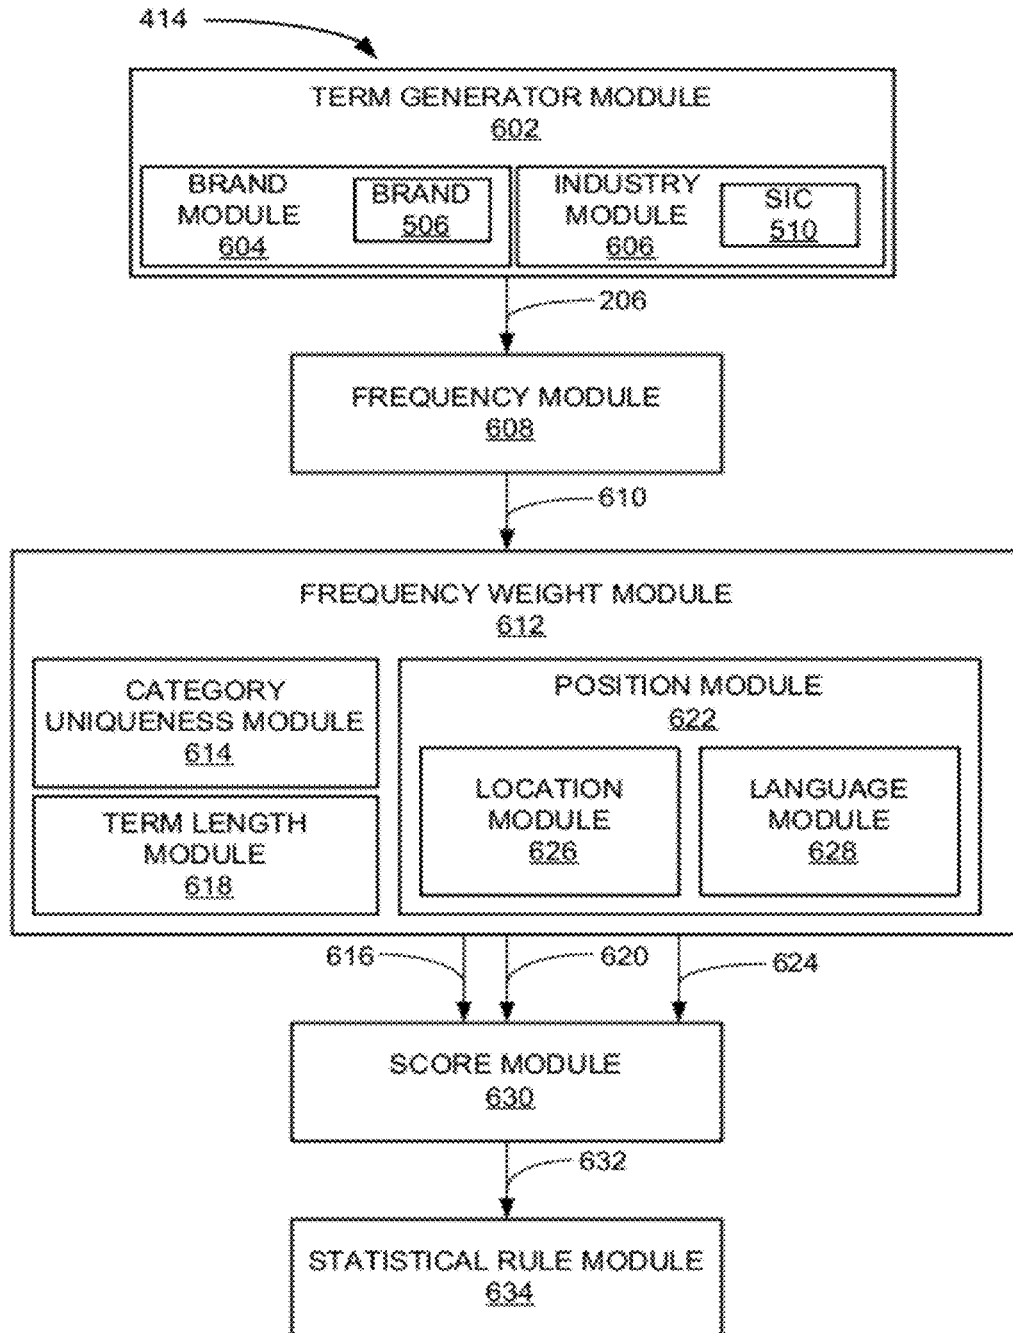 414
TERM GENERATOR MODULE
602
BRAND
MODULE
604
BRAND
506
INDUSTRY
MODULE
606
SIC
510
206
FREQUENCY MODULE
608
610
FREQUENCY WEIGHT MODULE
612
CATEGORY
UNIQUENESS MODULE
614
TERM LENGTH
MODULE
618
POSITION MODULE
622
LOCATION
MODULE
626
LANGUAGE
MODULE
628
616
620
624
SCORE MODULE
630
632
STATISTICAL RULE MODULE
634